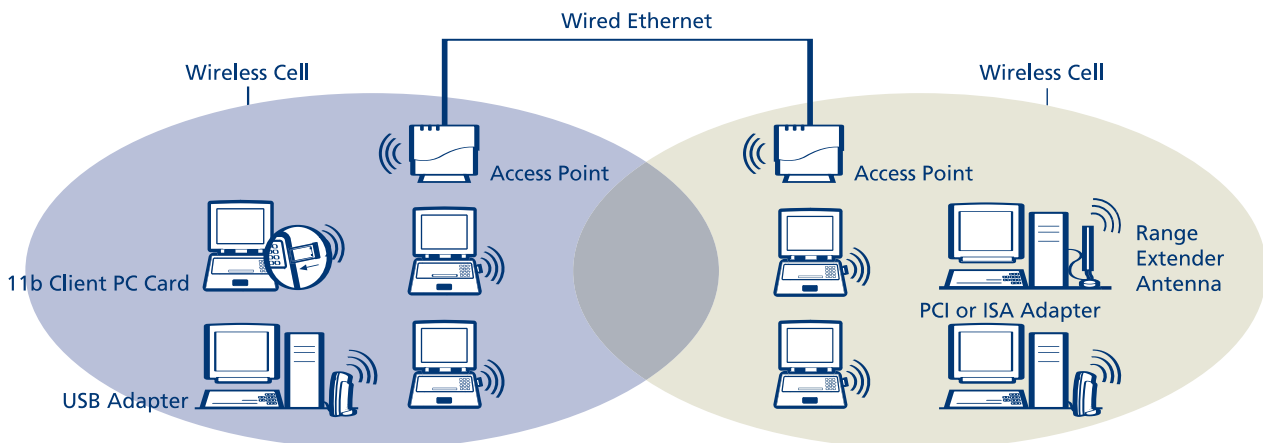 Wired Ethernet
Wireless Cell
Wireless Cell
Access Point
Access Point
11b Client PC Card
Range
Extender
Antenna
PCI or ISA Adapter
USB Adapter